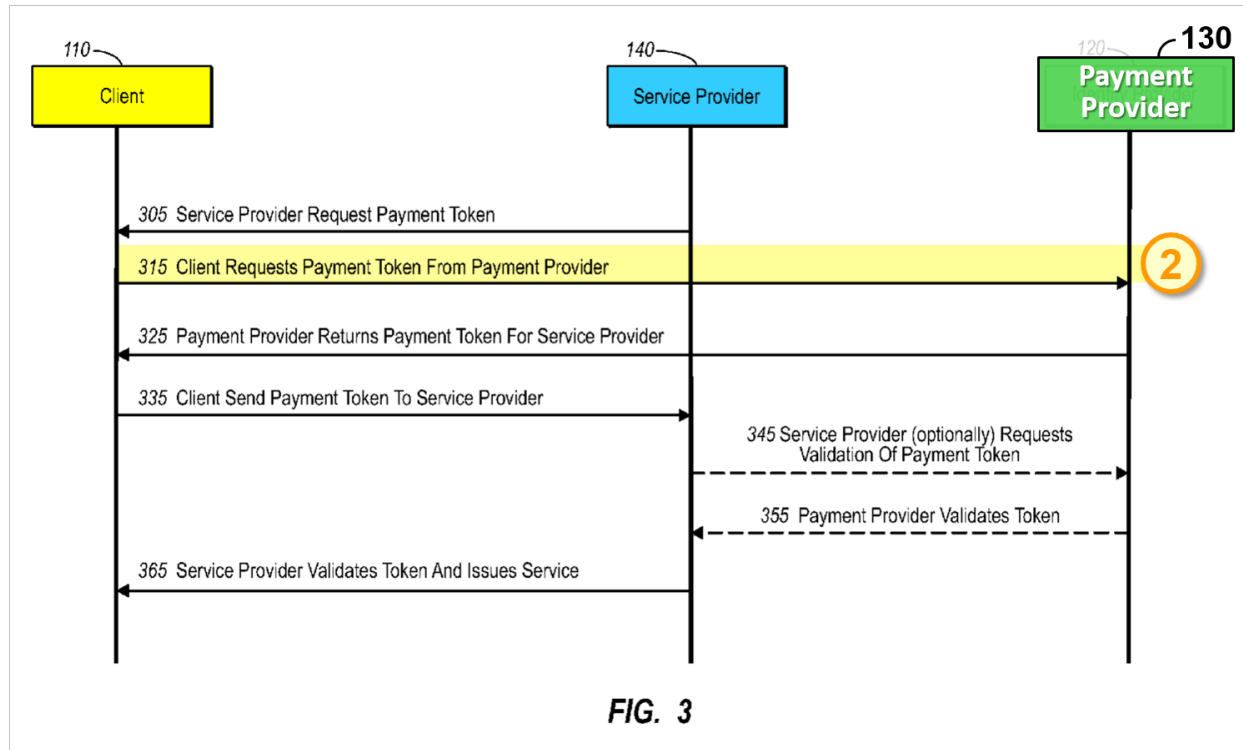 110
140
120
130
Client
Service Provider
Payment
Provider
305 Service Provider Request Payment Token
315 Client Requests Payment Token From Payment Provider
2
325 Payment Provider Returns Payment Token For Service Provider
335 Client Send Payment Token To Service Provider
345 Service Provider (optionally) Requests
Validation Of Payment Token
355 Payment Provider Validates Token
365 Service Provider Validates Token And Issues Service
FIG. 3